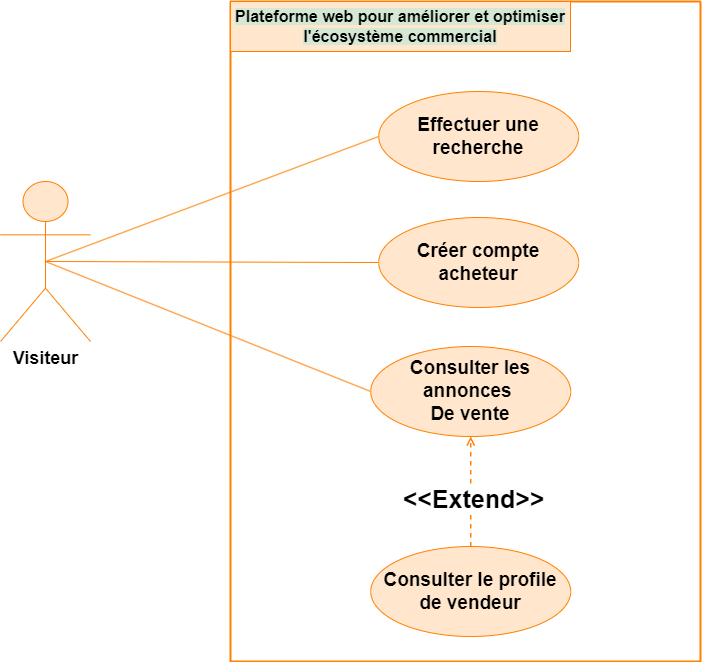 Plateforme web pour améliorer et optimiser
l'écosystème commercial
Effectuer une
recherche
Créer compte
acheteur
Visiteur
Consulter les
annonces
De vente
<<Extend>>
Consulter le profile
de vendeur